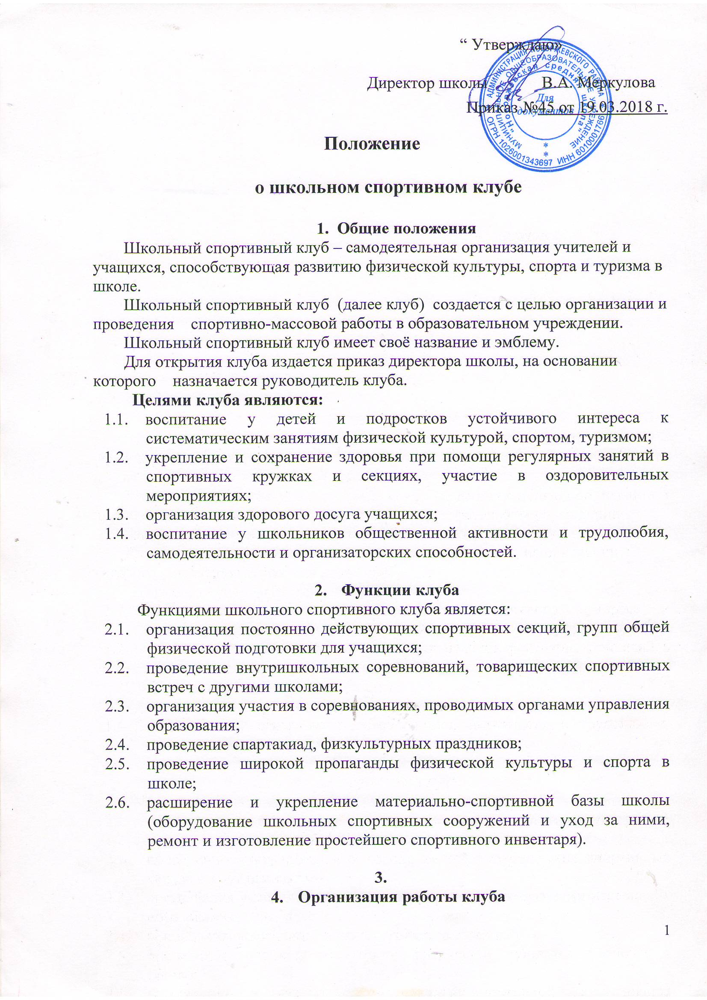 “ Утверждаю»
Директор школы В.А. Меркулова
Приказ №45 от 19.03.2018 г.
АДМИНИСТРАЦИЯ НОВОРЖЕВСКОГО РАЙОНА
МУНИЦИПАЛЬНОЕ ОБЩЕОБРАЗОВАТЕЛЬНОЕ УЧРЕЖДЕНИЕ
"Новоржевская средняя школа"
Для
документов
ОГРН 1026001343697 ИНН 6010001766
Положение
о школьном спортивном клубе
1. Общие положения
Школьный спортивный клуб – самодеятельная организация учителей и
учащихся, способствующая развитию физической культуры, спорта и туризма в
школе.
Школьный спортивный клуб (далее клуб) создается с целью организации и
проведения спортивно-массовой работы в образовательном учреждении.
Школьный спортивный клуб имеет своё название и эмблему.
Для открытия клуба издается приказ директора школы, на основании
которого назначается руководитель клуба.
Целями клуба являются:
1.1. воспитание у детей и подростков устойчивого интереса к
систематическим занятиям физической культурой, спортом, туризмом;
1.2. укрепление и сохранение здоровья при помощи регулярных занятий в
спортивных кружках и секциях, участие в оздоровительных
мероприятиях;
1.3. организация здорового досуга учащихся;
1.4. воспитание у школьников общественной активности и трудолюбия,
самодеятельности и организаторских способностей.
2. Функции клуба
Функциями школьного спортивного клуба является:
2.1. организация постоянно действующих спортивных секций, групп общей
физической подготовки для учащихся;
2.2. проведение внутришкольных соревнований, товарищеских спортивных
встреч с другими школами;
2.3. организация участия в соревнованиях, проводимых органами управления
образования;
2.4. проведение спартакиад, физкультурных праздников;
2.5. проведение широкой пропаганды физической культуры и спорта в
школе;
2.6. расширение и укрепление материально-спортивной базы школы
(оборудование школьных спортивных сооружений и уход за ними,
ремонт и изготовление простейшего спортивного инвентаря).
3.
4. Организация работы клуба
1